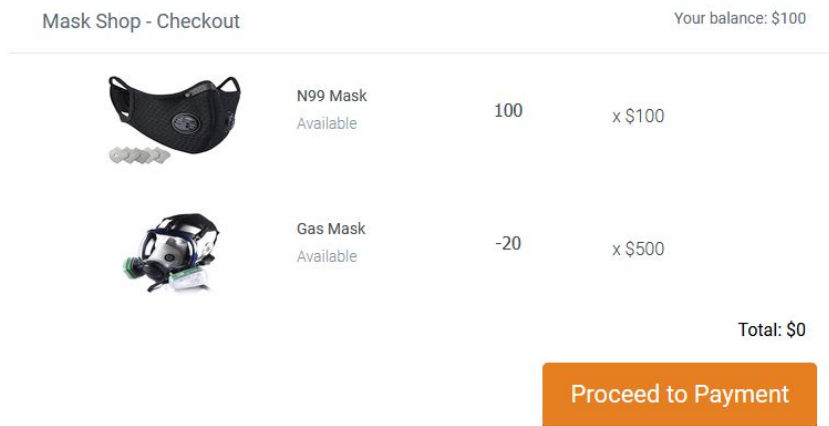 Mask Shop - Checkout
Your balance: $100
N99 Mask
Available
100
x $100
Gas Mask
Available
-20
x $500
Total: $0
Proceed to Payment